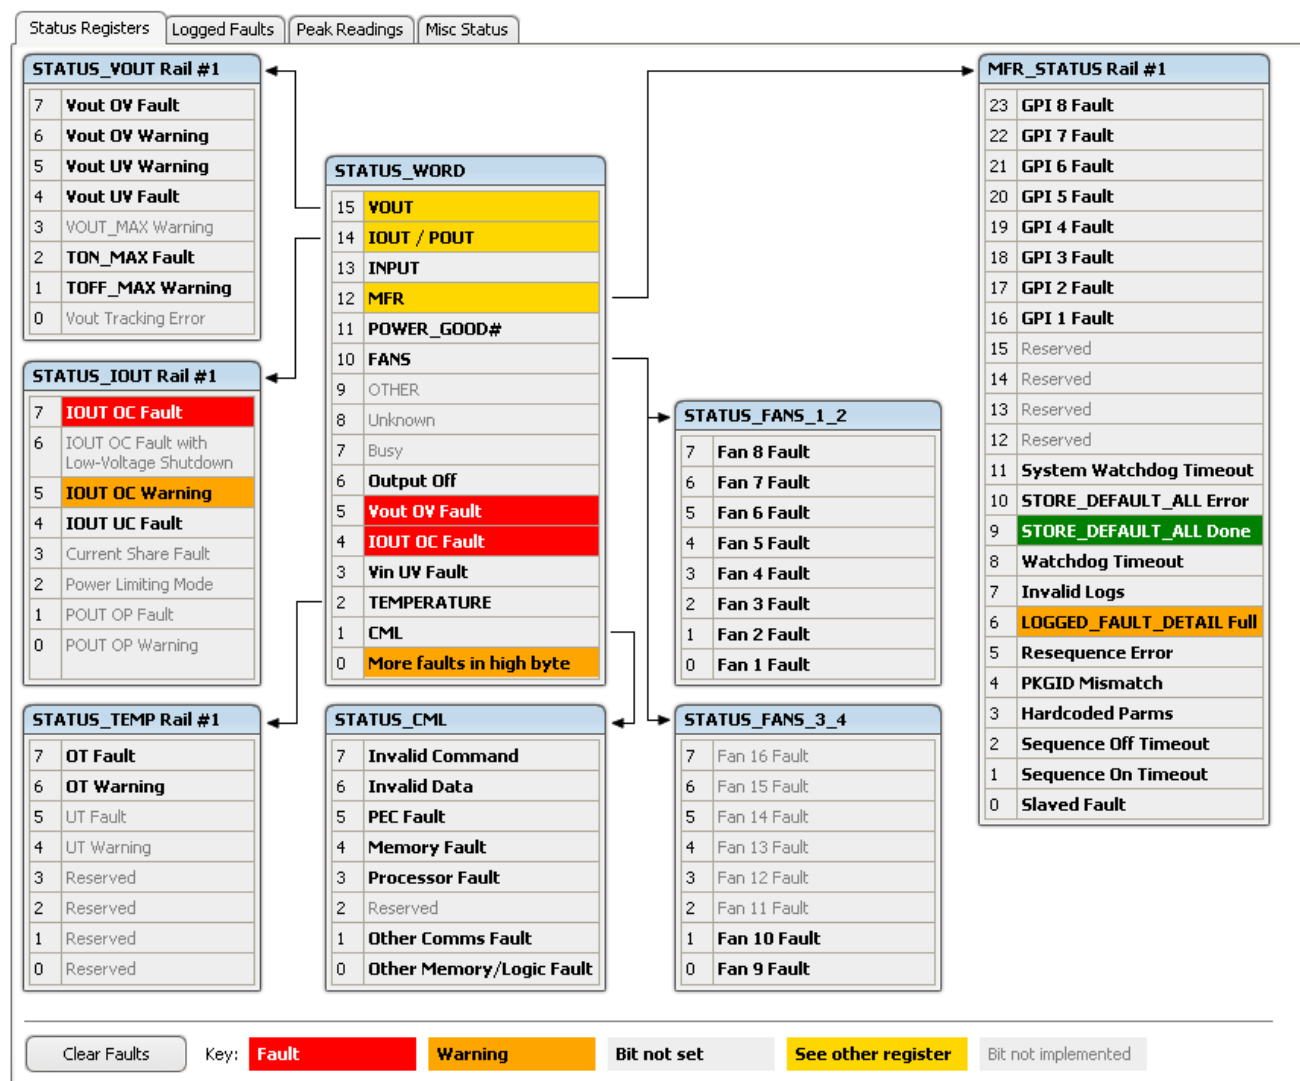 Status Registers Logged Faults Peak Readings Misc Status
STATUS_VOUT Rail #1
7 Vout OV Fault
6 Vout OV Warning
5 Vout UV Warning
4 Vout UV Fault
3 VOUT_MAX Warning
2 TON_MAX Fault
1 TOFF_MAX Warning
0 Vout Tracking Error
STATUS_IOUT Rail #1
7 IOUT OC Fault
6 IOUT OC Fault with
Low-Voltage Shutdown
5 IOUT OC Warning
4 IOUT UC Fault
3 Current Share Fault
2 Power Limiting Mode
1 POUT OP Fault
0 POUT OP Warning
STATUS_TEMP Rail #1
7 OT Fault
6 OT Warning
5 UT Fault
4 UT Warning
3 Reserved
2 Reserved
1 Reserved
0 Reserved
STATUS_WORD
15 VOUT
14 IOUT / POUT
13 INPUT
12 MFR
11 POWER_GOOD#
10 FANS
9 OTHER
8 Unknown
7 Busy
6 Output Off
5 Vout OV Fault
4 IOUT OC Fault
3 Vin UV Fault
2 TEMPERATURE
1 CML
0 More faults in high byte
STATUS_CML
7 Invalid Command
6 Invalid Data
5 PEC Fault
4 Memory Fault
3 Processor Fault
2 Reserved
1 Other Comms Fault
0 Other Memory/Logic Fault
STATUS_FANS_1_2
7 Fan 8 Fault
6 Fan 7 Fault
5 Fan 6 Fault
4 Fan 5 Fault
3 Fan 4 Fault
2 Fan 3 Fault
1 Fan 2 Fault
0 Fan 1 Fault
STATUS_FANS_3_4
7 Fan 16 Fault
6 Fan 15 Fault
5 Fan 14 Fault
4 Fan 13 Fault
3 Fan 12 Fault
2 Fan 11 Fault
1 Fan 10 Fault
0 Fan 9 Fault
MFR_STATUS Rail #1
23 GPI 8 Fault
22 GPI 7 Fault
21 GPI 6 Fault
20 GPI 5 Fault
19 GPI 4 Fault
18 GPI 3 Fault
17 GPI 2 Fault
16 GPI 1 Fault
15 Reserved
14 Reserved
13 Reserved
12 Reserved
11 System Watchdog Timeout
10 STORE_DEFAULT_ALL Error
9 STORE_DEFAULT_ALL Done
8 Watchdog Timeout
7 Invalid Logs
6 LOGGED_FAULT_DETAIL Full
5 Resequence Error
4 PKGID Mismatch
3 Hardcoded Parms
2 Sequence Off Timeout
1 Sequence On Timeout
0 Slaved Fault
Clear Faults Key: Fault Warning Bit not set See other register Bit not implemented